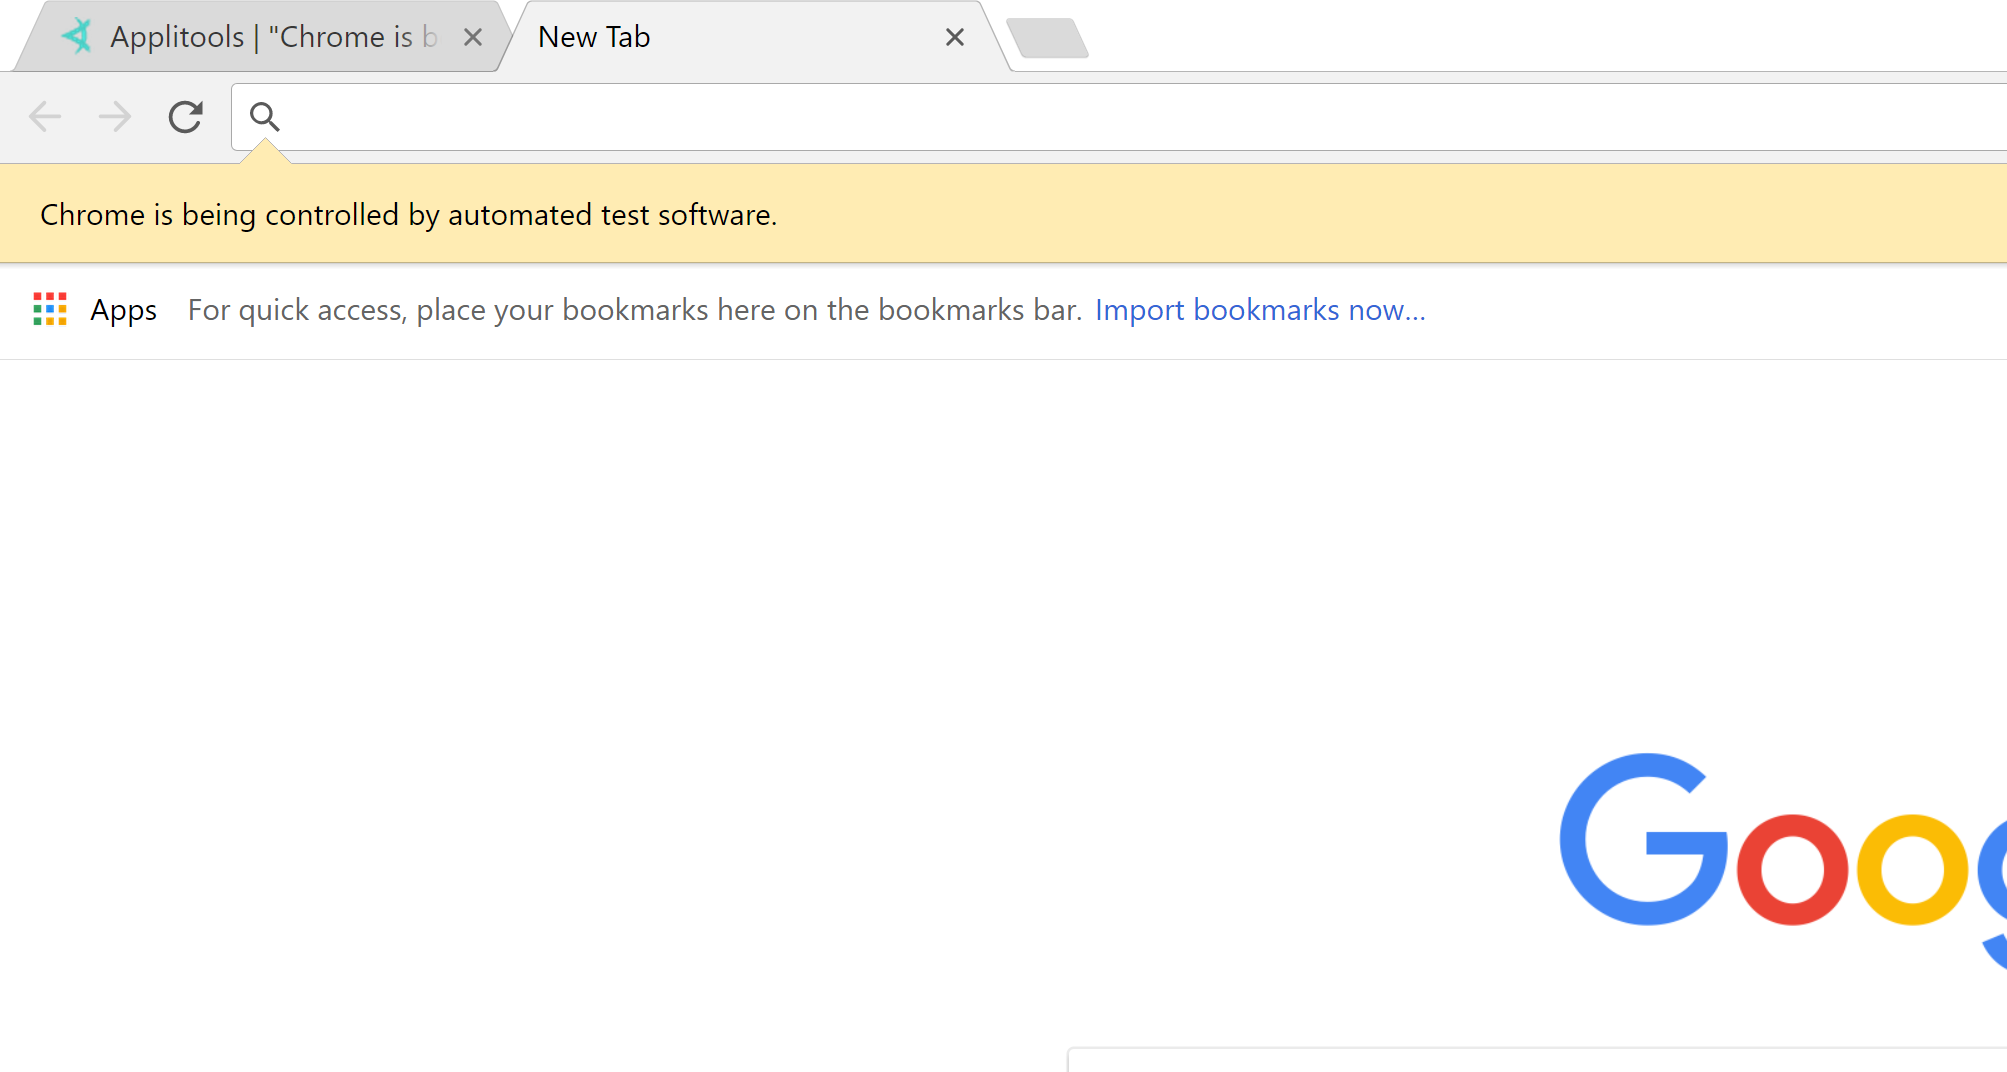 Applitools | "Chrome is b
New Tab
Chrome is being controlled by automated test software.
Apps For quick access, place your bookmarks here on the bookmarks bar. Import bookmarks now...
Goog